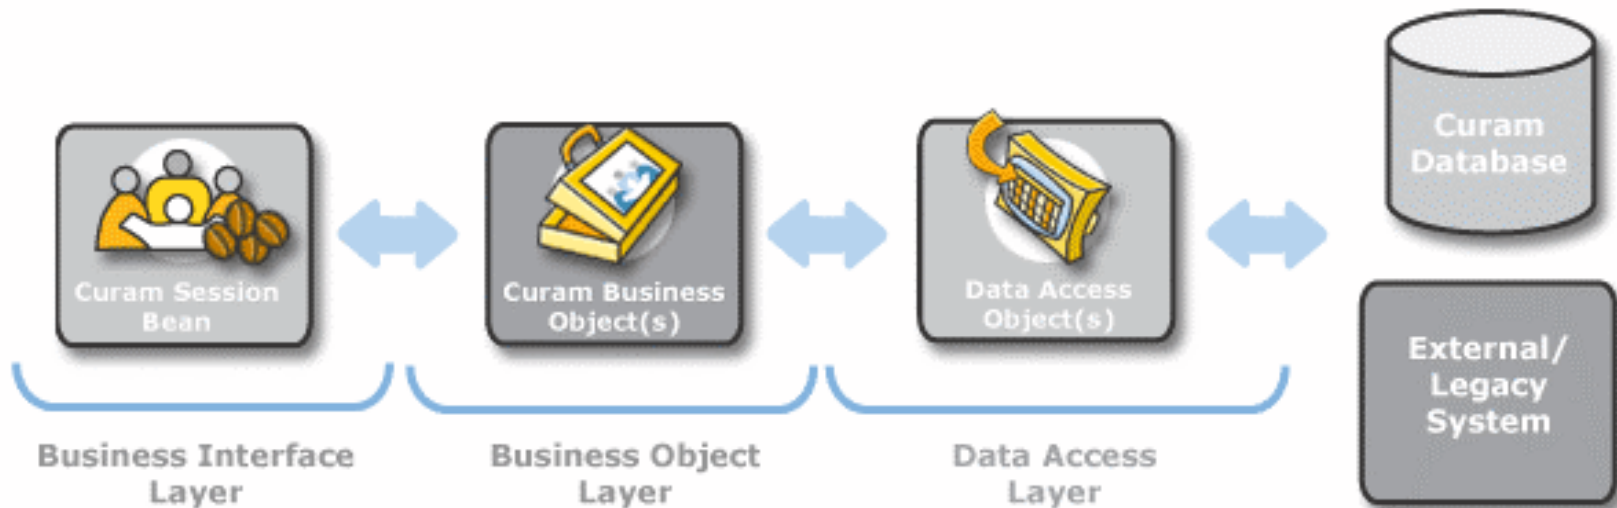 Curam Session
Bean
Curam Business
Object(s)
Data Access
Object(s)
Curam
Database
External/
Legacy
System
Business Interface
Layer
Business Object
Layer
Data Access
Layer